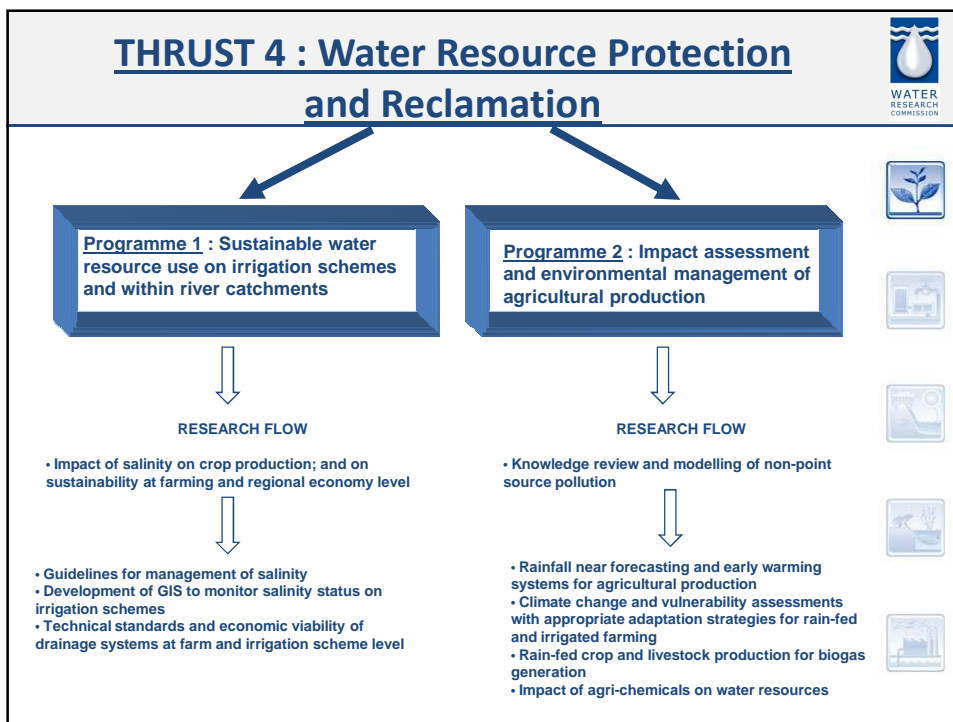 THRUST 4 : Water Resource Protection
and Reclamation
WATER
RESEARCH
COMMISSION
Programme 1 : Sustainable water
resource use on irrigation schemes
and within river catchments
RESEARCH FLOW
• Impact of salinity on crop production; and on
sustainability at farming and regional economy level
• Guidelines for management of salinity
• Development of GIS to monitor salinity status on
irrigation schemes
• Technical standards and economic viability of
drainage systems at farm and irrigation scheme level
Programme 2 : Impact assessment
and environmental management of
agricultural production
RESEARCH FLOW
• Knowledge review and modelling of non-point
source pollution
• Rainfall near forecasting and early warming
systems for agricultural production
• Climate change and vulnerability assessments
with appropriate adaptation strategies for rain-fed
and irrigated farming
• Rain-fed crop and livestock production for biogas
generation
• Impact of agri-chemicals on water resources